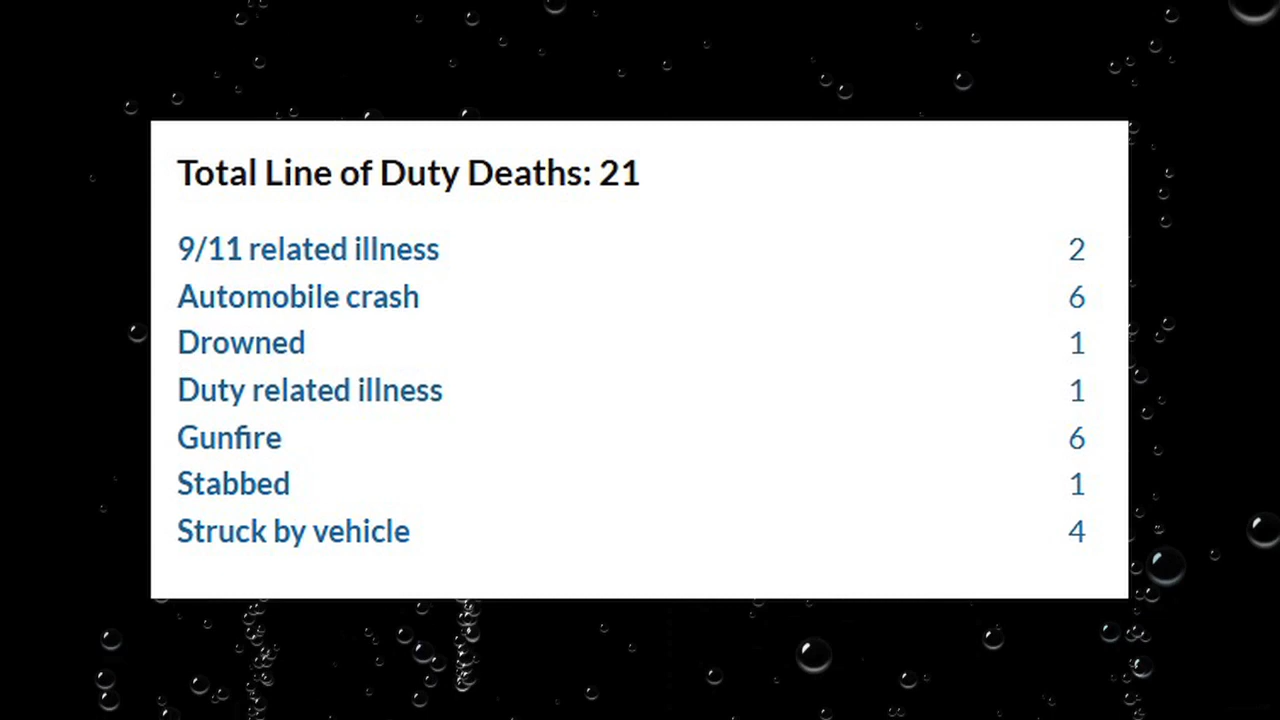 Total Line of Duty Deaths: 21
9/11 related illness 2
Automobile crash 6
Drowned 1
Duty related illness 1
Gunfire 6
Stabbed 1
Struck by vehicle 4